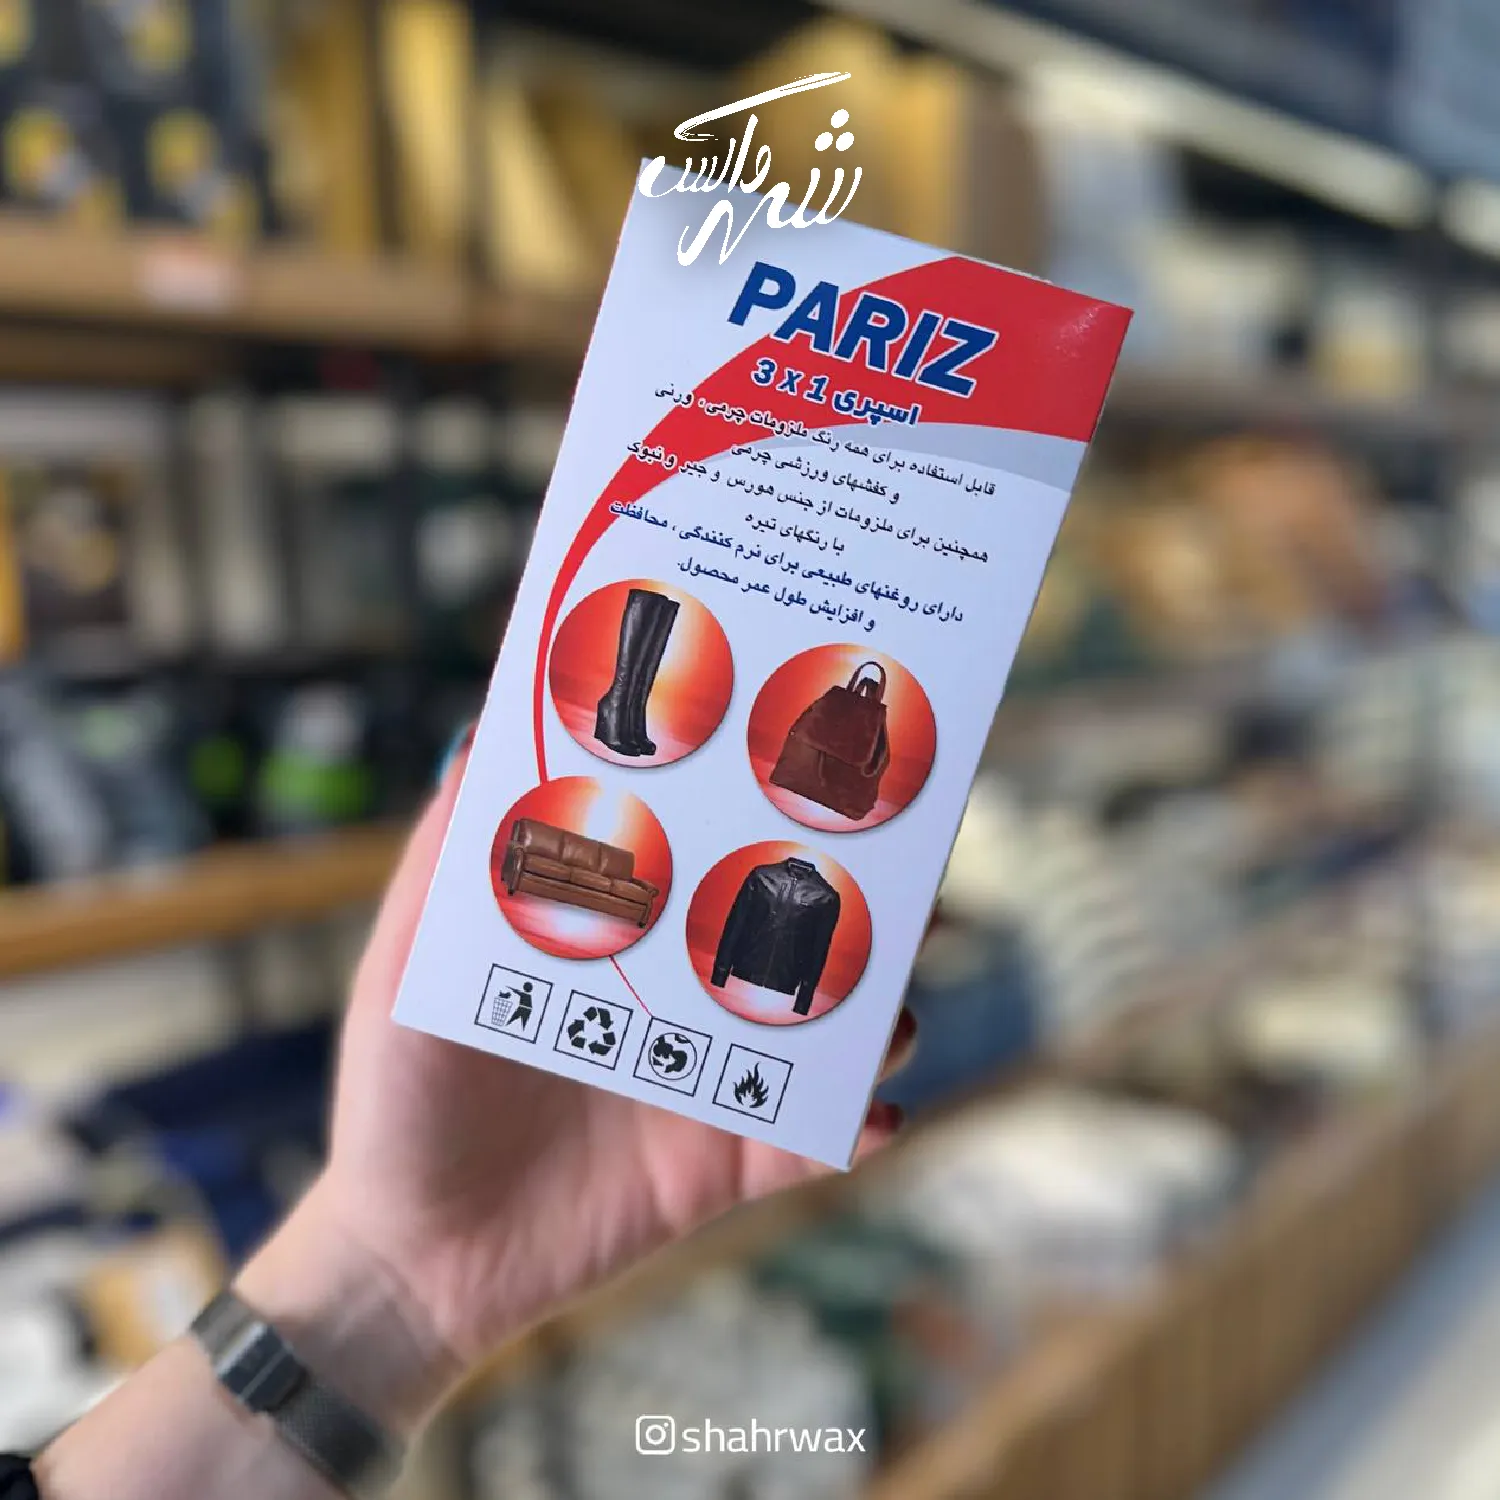 شهر واکس
PARIZ
اسپری 3 x 1
قابل استفاده برای همه رنگ ملزومات چرمی، ورنی
و کفشهای ورزشی چرمی
همچنین برای ملزومات از جنس هورس و جیر و نبوک
با رنگهای تیره
دارای روغنهای طبیعی برای نرم کنندگی، محافظت
و افزایش طول عمر محصول.
shahrwax